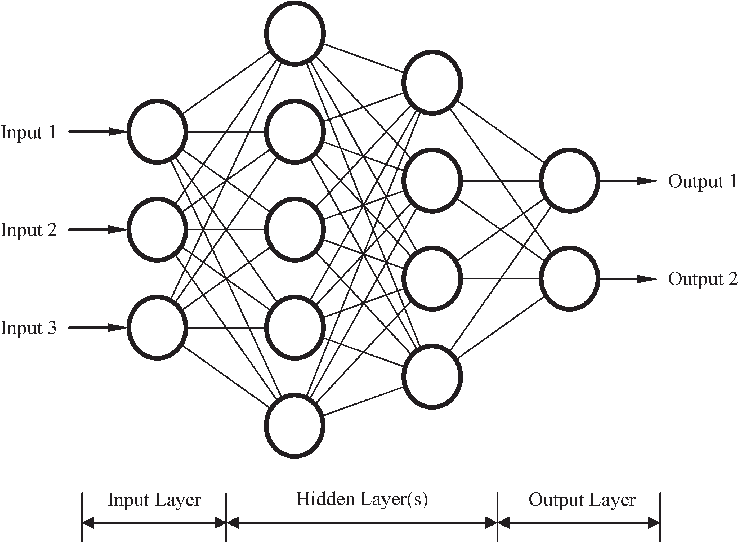 Input 1
Input 2
Input 3
Output 1
Output 2
Input Layer
Hidden Layer(s)
Output Layer